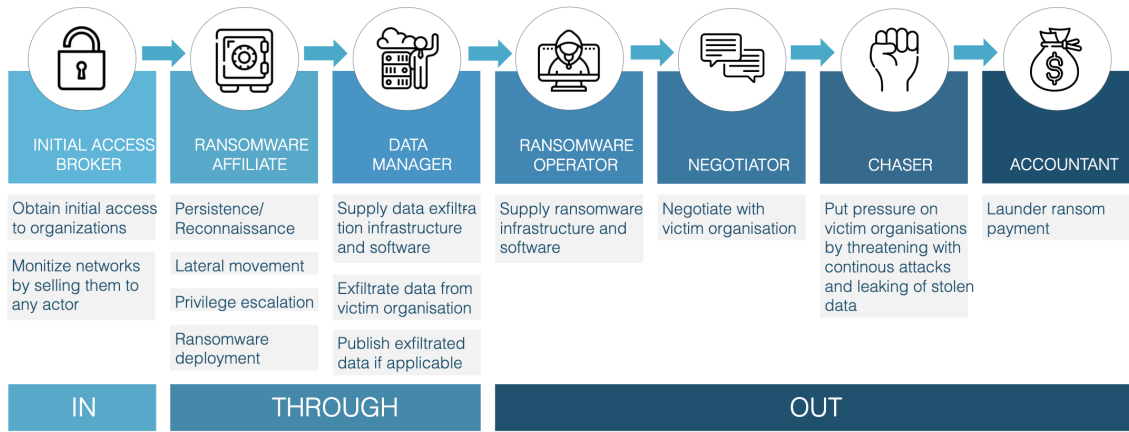 INITIAL ACCESS
BROKER
Obtain initial access
to organizations
Monitize networks
by selling them to
any actor
RANSOMWARE
AFFILIATE
Persistence/
Reconnaissance
Lateral movement
Privilege escalation
Ransomware
deployment
DATA
MANAGER
Supply data exfiltra
tion infrastructure
and software
Exfiltrate data from
victim organisation
Publish exfiltrated
data if applicable
RANSOMWARE
OPERATOR
Supply ransomware
infrastructure and
software
NEGOTIATOR
Negotiate with
victim organisation
CHASER
Put pressure on
victim organisations
by threatening with
continous attacks
and leaking of stolen
data
ACCOUNTANT
$
Launder ransom
payment
IN
THROUGH
OUT